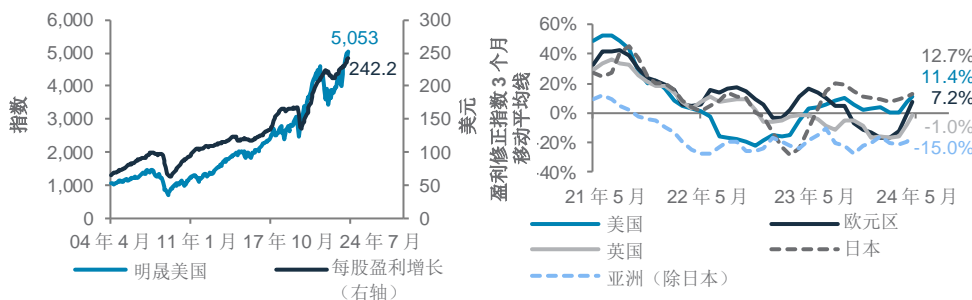 指数
6,000
5,000
4,000
3,000
2,000
1,000
0
5,053
242.2
300
250
200
150
100
50
0
美元
04 年 4 月 11 年 1 月 17 年 10 月 24 年 7 月
明晟美国
每股盈利增长
（右轴）
盈利修正指数 3 个月
移动平均线
60%
40%
20%
0%
-20%
-40%
12.7%
11.4%
7.2%
-1.0%
-15.0%
21 年 5 月 22 年 5 月 23 年 5 月 24 年 5 月
美国
欧元区
英国
日本
亚洲（除日本）